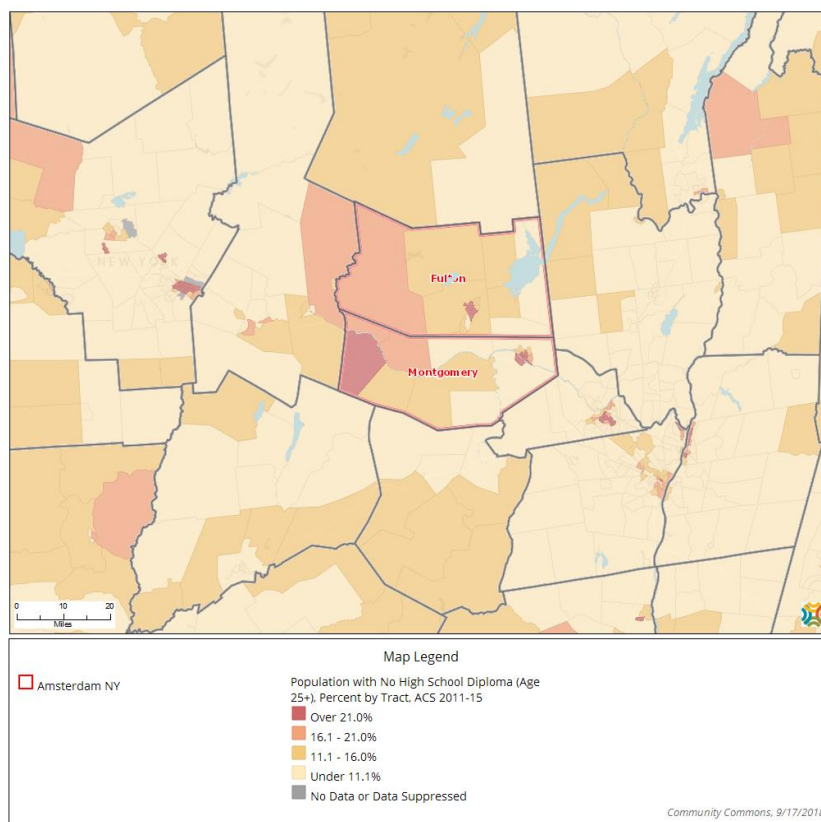 NEW YORK
Fulton
Montgomery
0 10 20
Miles
Map Legend
Amsterdam NY
Population with No High School Diploma (Age
25+), Percent by Tract, ACS 2011-15
Over 21.0%
16.1 - 21.0%
11.1 - 16.0%
Under 11.1%
No Data or Data Suppressed
Community Commons, 9/17/2018